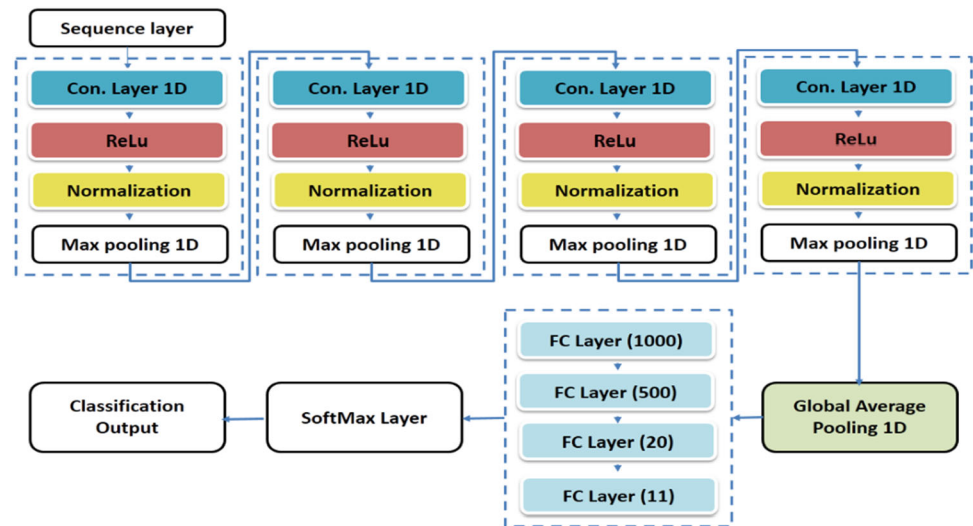 Sequence layer
Con. Layer 1D
ReLu
Normalization
Max pooling 1D
Con. Layer 1D
ReLu
Normalization
Max pooling 1D
Con. Layer 1D
ReLu
Normalization
Max pooling 1D
Con. Layer 1D
ReLu
Normalization
Max pooling 1D
Global Average
Pooling 1D
FC Layer (1000)
FC Layer (500)
FC Layer (20)
FC Layer (11)
SoftMax Layer
Classification
Output